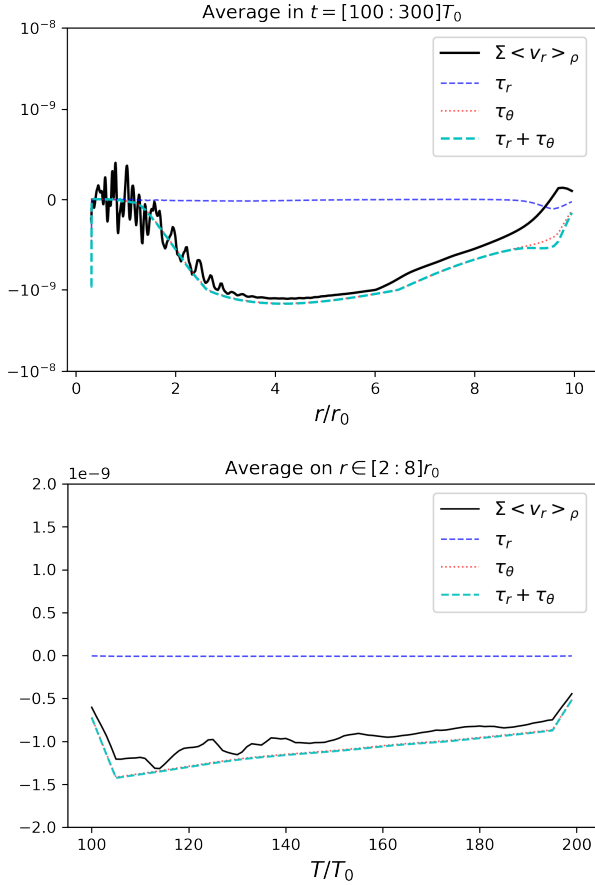 Average in t = [100 : 300]T₀
10⁻⁸
10⁻⁹
0
−10⁻⁹
−10⁻⁸
Σ < v_r >_ρ
τ_r
τ_θ
τ_r + τ_θ
0 2 4 6 8 10
r/r₀
Average on r ∈ [2 : 8]r₀
1e−9
2.0
1.5
1.0
0.5
0.0
−0.5
−1.0
−1.5
−2.0
Σ < v_r >_ρ
τ_r
τ_θ
τ_r + τ_θ
100 120 140 160 180 200
T/T₀